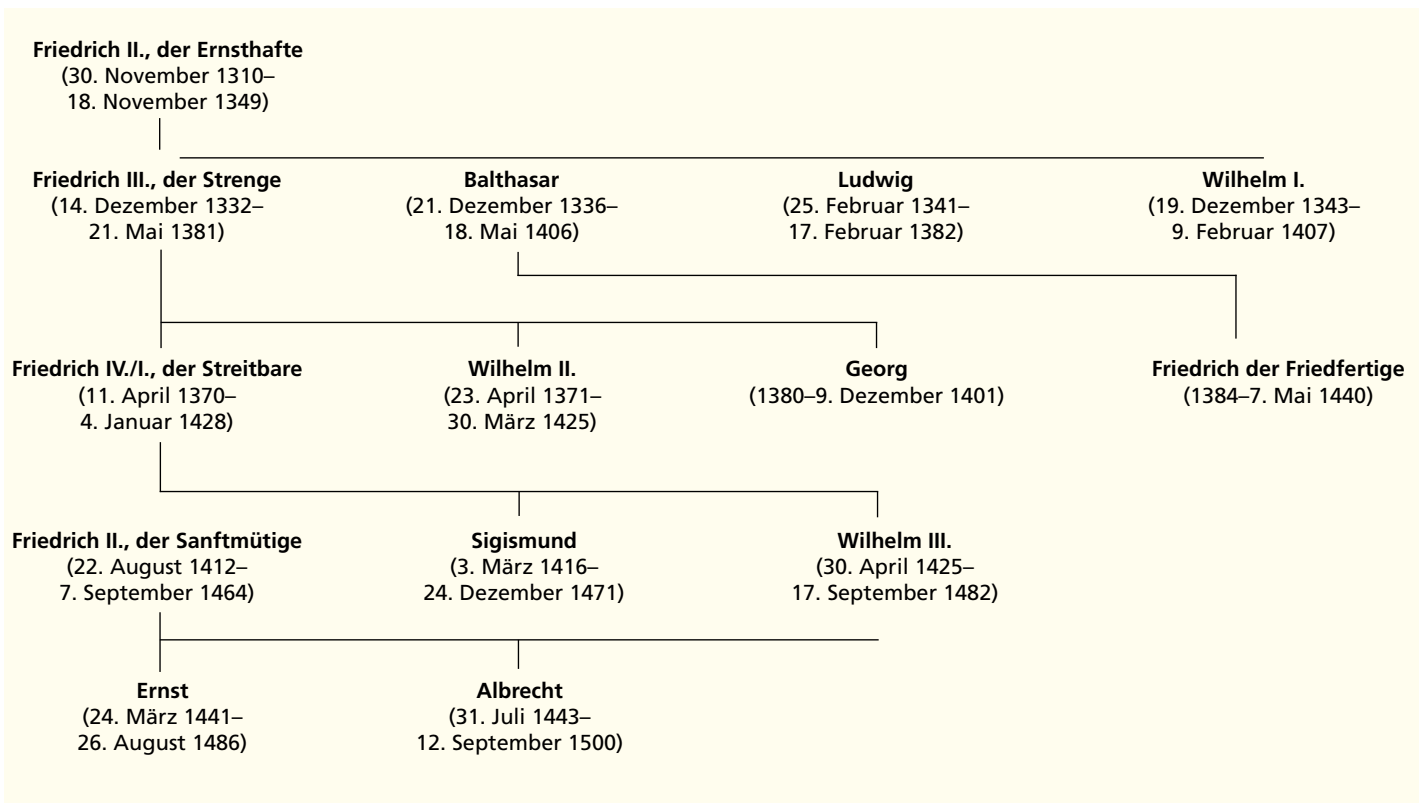 Friedrich II., der Ernsthafte
(30. November 1310–
18. November 1349)
Friedrich III., der Strenge
(14. Dezember 1332–
21. Mai 1381)
Balthasar
(21. Dezember 1336–
18. Mai 1406)
Ludwig
(25. Februar 1341–
17. Februar 1382)
Wilhelm I.
(19. Dezember 1343–
9. Februar 1407)
Friedrich IV./I., der Streitbare
(11. April 1370–
4. Januar 1428)
Wilhelm II.
(23. April 1371–
30. März 1425)
Georg
(1380–9. Dezember 1401)
Friedrich der Friedfertige
(1384–7. Mai 1440)
Friedrich II., der Sanftmütige
(22. August 1412–
7. September 1464)
Sigismund
(3. März 1416–
24. Dezember 1471)
Wilhelm III.
(30. April 1425–
17. September 1482)
Ernst
(24. März 1441–
26. August 1486)
Albrecht
(31. Juli 1443–
12. September 1500)